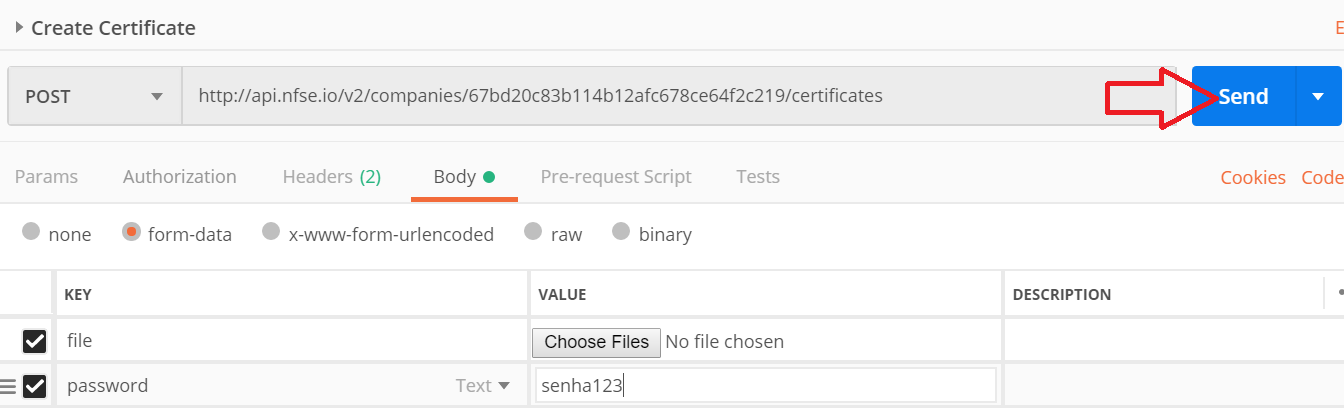 Create Certificate E
POST http://api.nfse.io/v2/companies/67bd20c83b114b12afc678ce64f2c219/certificates Send
Params Authorization Headers (2) Body Pre-request Script Tests Cookies Code
none form-data x-www-form-urlencoded raw binary
KEY VALUE DESCRIPTION
file Choose Files No file chosen
password Text senha123